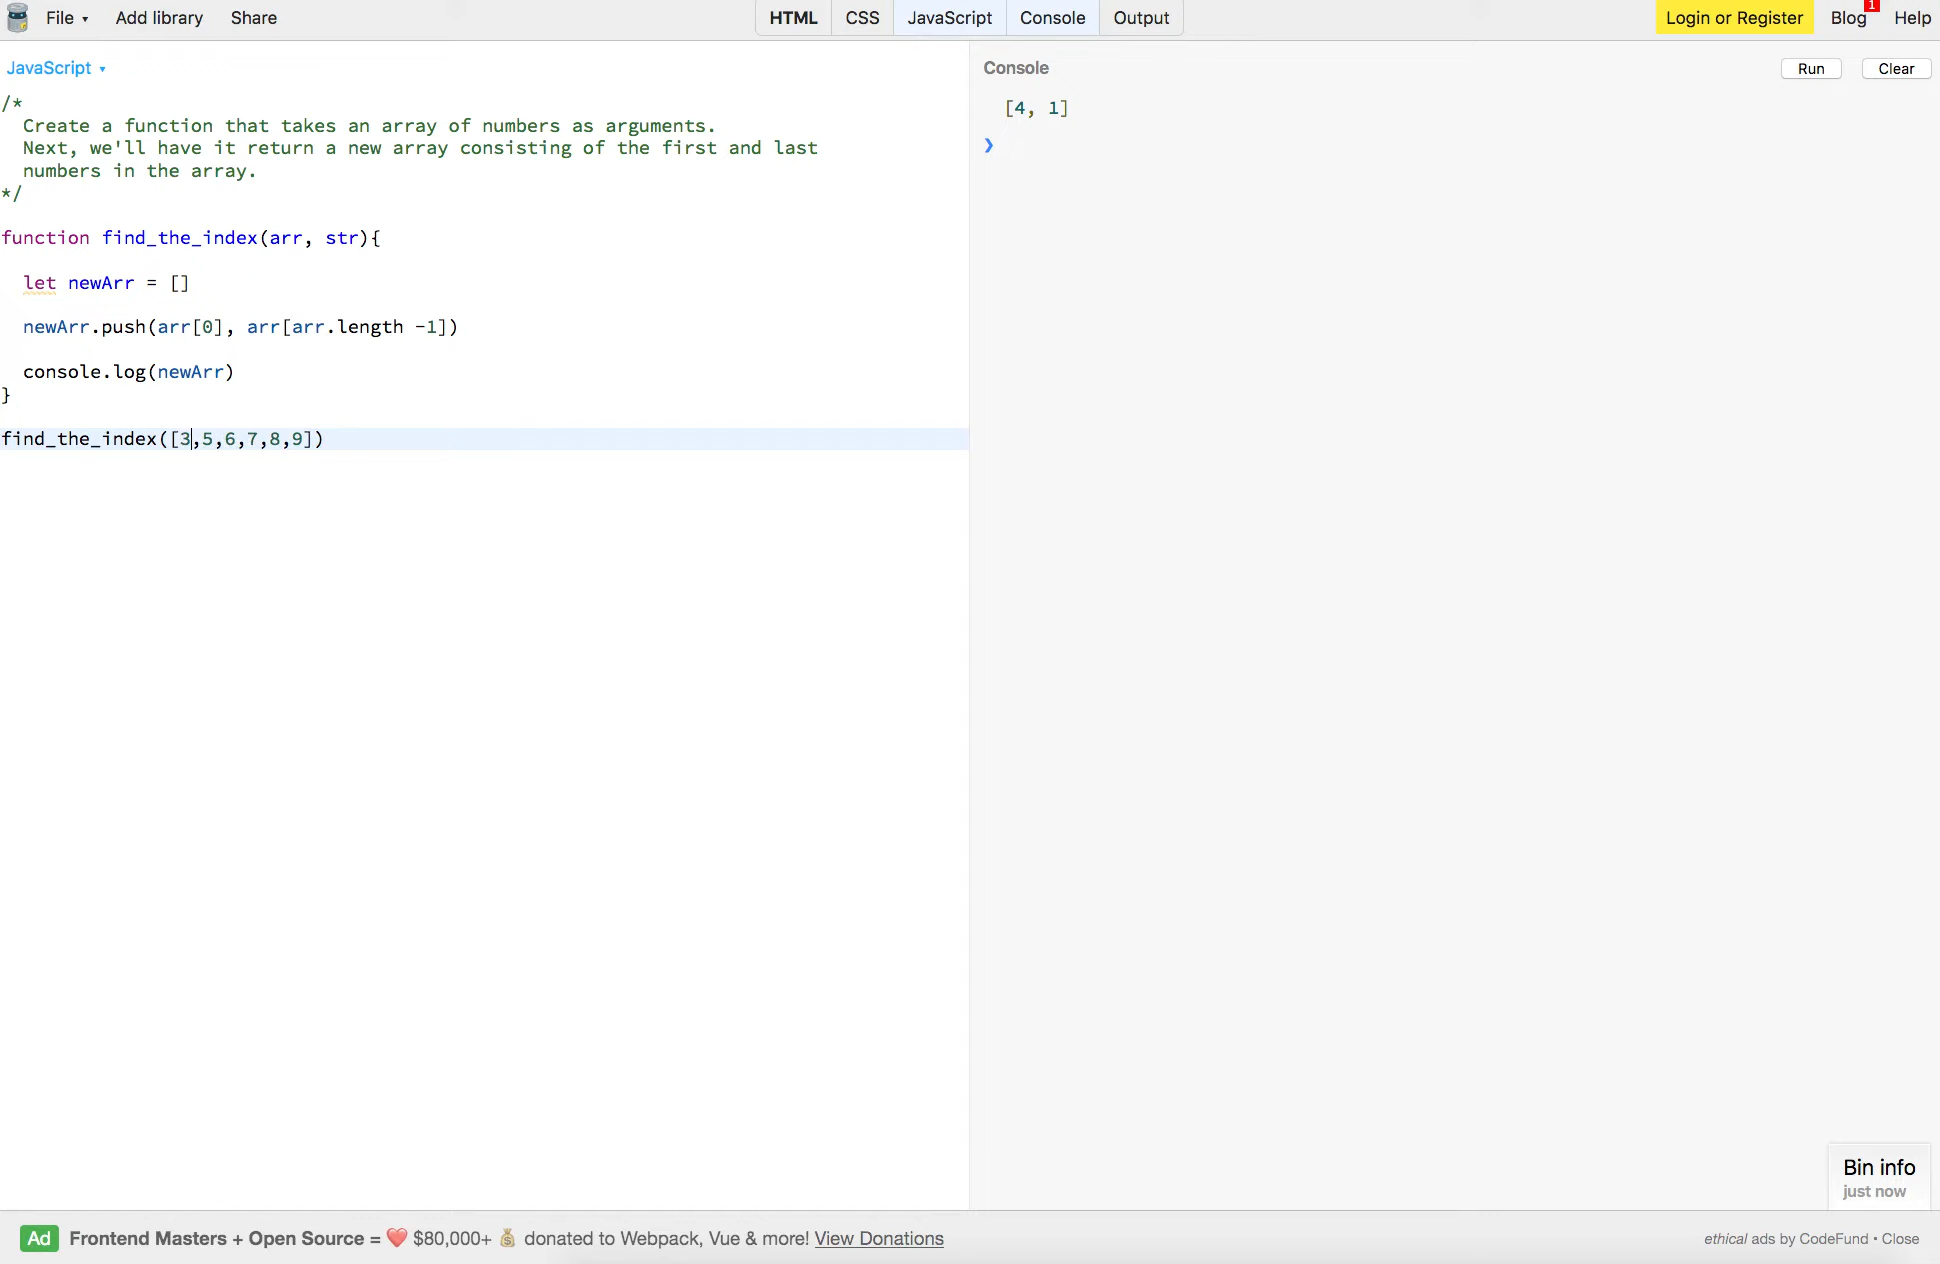 File ▾ Add library Share HTML CSS JavaScript Console Output Login or Register Blog 1 Help
JavaScript ▾
Console Run Clear
/*
  Create a function that takes an array of numbers as arguments.
  Next, we'll have it return a new array consisting of the first and last
  numbers in the array.
*/
function find_the_index(arr, str){
  let newArr = []
  newArr.push(arr[0], arr[arr.length -1])
  console.log(newArr)
}
find_the_index([3,5,6,7,8,9])
[4, 1]
❯
Bin info
just now
Ad Frontend Masters + Open Source = ❤️ $80,000+ 💰 donated to Webpack, Vue & more! View Donations
ethical ads by CodeFund • Close